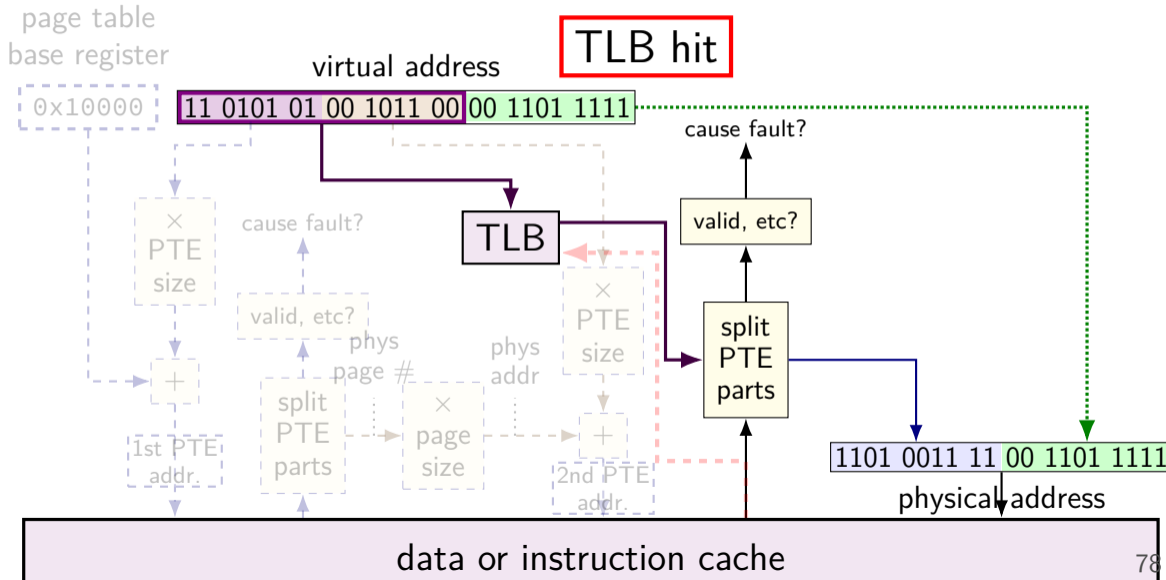 page table
base register
0x10000
TLB hit
virtual address
11 0101 01 00 1011 00 00 1101 1111
cause fault?
valid, etc?
TLB
×
PTE
size
cause fault?
valid, etc?
×
PTE
size
split
PTE
parts
phys
page #
phys
addr
+
split
PTE
parts
×
page
size
+
1st PTE
addr.
2nd PTE
addr.
1101 0011 11 00 1101 1111
physical address
data or instruction cache
78